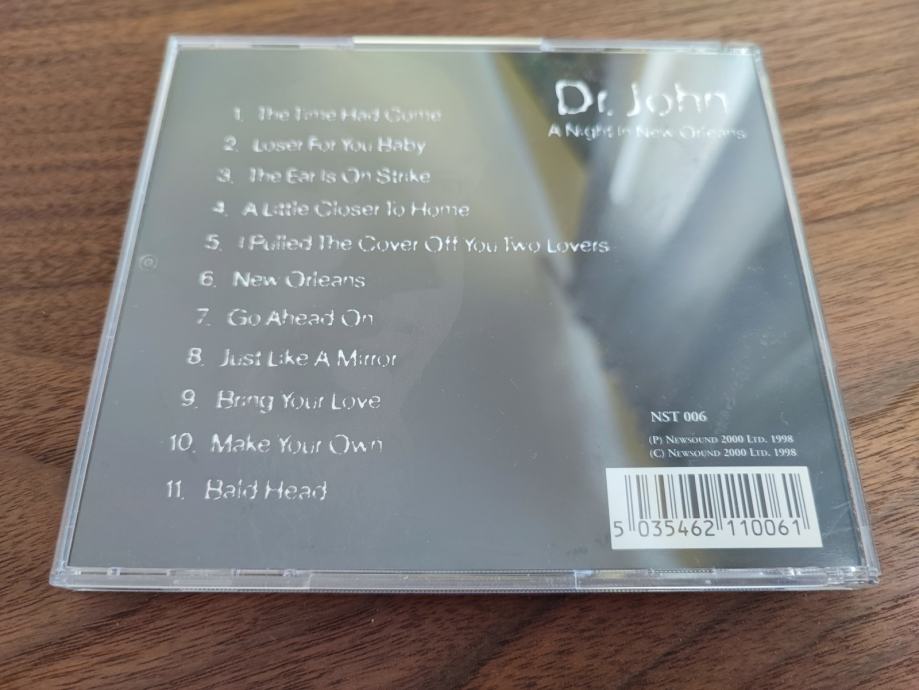 Dr. John
A Night In New Orleans
1. The Time Had Come
2. Loser For You Baby
3. The Ear Is On Strike
4. A Little Closer To Home
5. I Pulled The Cover Off You Two Lovers
6. New Orleans
7. Go Ahead On
8. Just Like A Mirror
9. Bring Your Love
10. Make Your Own
11. Bald Head
NST 006
(P) Newsound 2000 Ltd. 1998
(C) Newsound 2000 Ltd. 1998
5 035462 110061